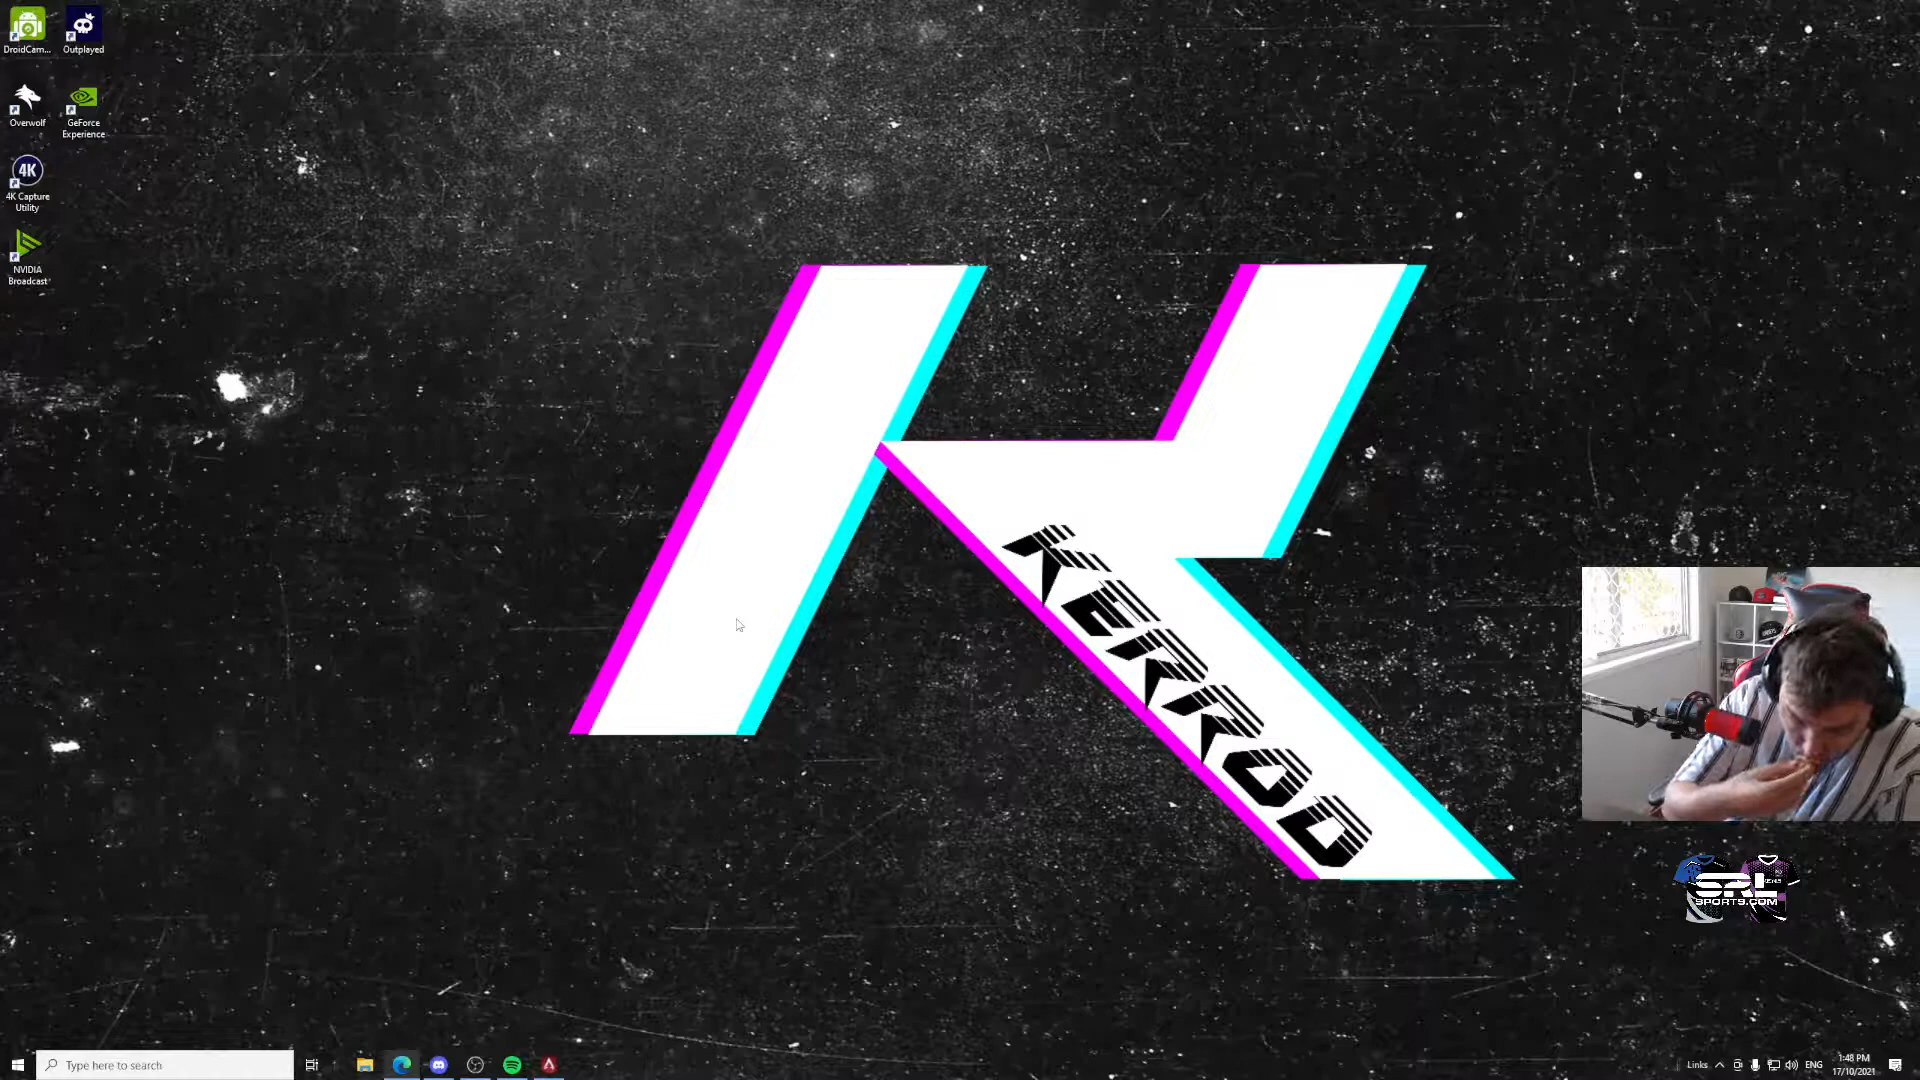 DroidCam...
Outplayed
Overwolf
GeForce
Experience
4K
4K Capture
Utility
NVIDIA
Broadcast
KERROD
SRL
SPORTS.COM
Type here to search
Links
ENG
1:48 PM
17/10/2021